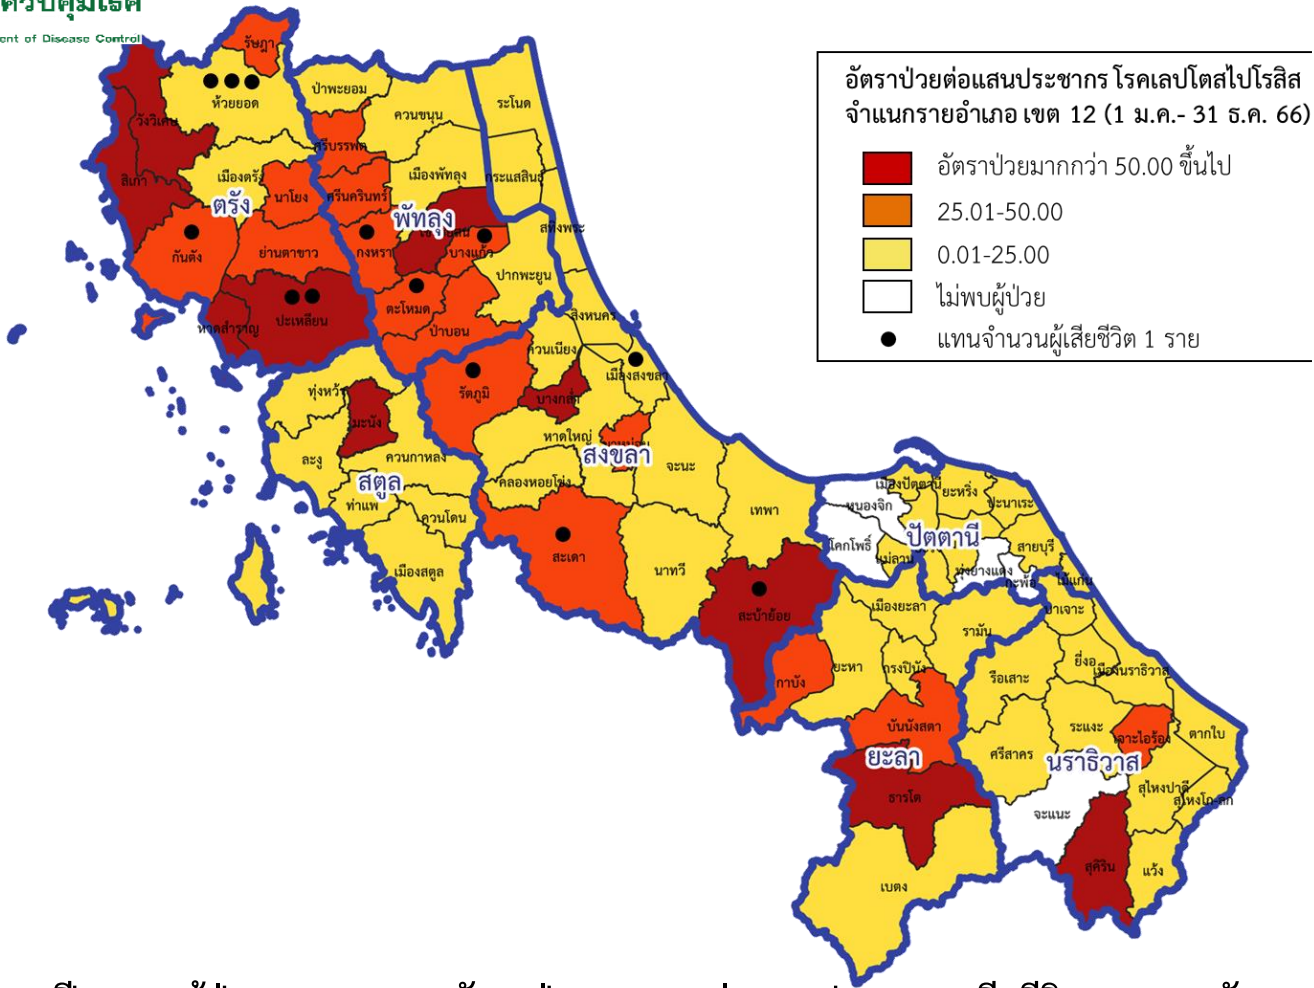 ent of Disease Control
อัตราป่วยต่อแสนประชากร โรคเลปโตสไปโรสิส
จำแนกรายอำเภอ เขต 12 (1 ม.ค.- 31 ธ.ค. 66)
อัตราป่วยมากกว่า 50.00 ขึ้นไป
25.01-50.00
0.01-25.00
ไม่พบผู้ป่วย
แทนจำนวนผู้เสียชีวิต 1 ราย
รัษฎา
ห้วยยอด
วังวิเศษ
สิเกา
เมืองตรัง
ตรัง
นาโยง
กันตัง
ย่านตาขาว
ปะเหลียน
หาดสำราญ
ป่าพะยอม
ควนขนุน
ศรีบรรพต
เมืองพัทลุง
ศรีนครินทร์
พัทลุง
กงหรา
บางแก้ว
ปากพะยูน
ตะโหมด
ป่าบอน
ระโนด
กระแสสินธุ์
สทิงพระ
สิงหนคร
ควนเนียง
เมืองสงขลา
รัตภูมิ
บางกล่ำ
หาดใหญ่
สงขลา
จะนะ
คลองหอยโข่ง
เทพา
สะเดา
นาทวี
สะบ้าย้อย
ทุ่งหว้า
มะนัง
ละงู
ควนกาหลง
สตูล
ท่าแพ
ควนโดน
เมืองสตูล
เมืองปัตตานี
หนองจิก
ยะหริ่ง
ปะนาเระ
ปัตตานี
โคกโพธิ์
แม่ลาน
สายบุรี
ทุ่งยางแดง
กะพ้อ
ไม้แก่น
เมืองยะลา
รามัน
ยะหา
กรงปินัง
กาบัง
บันนังสตา
ยะลา
ธารโต
เบตง
บาเจาะ
ยี่งอ
เมืองนราธิวาส
รือเสาะ
ระแงะ
เจาะไอร้อง
ตากใบ
ศรีสาคร
นราธิวาส
สุไหงปาดี
สุไหงโก-ลก
จะแนะ
สุคิริน
แว้ง